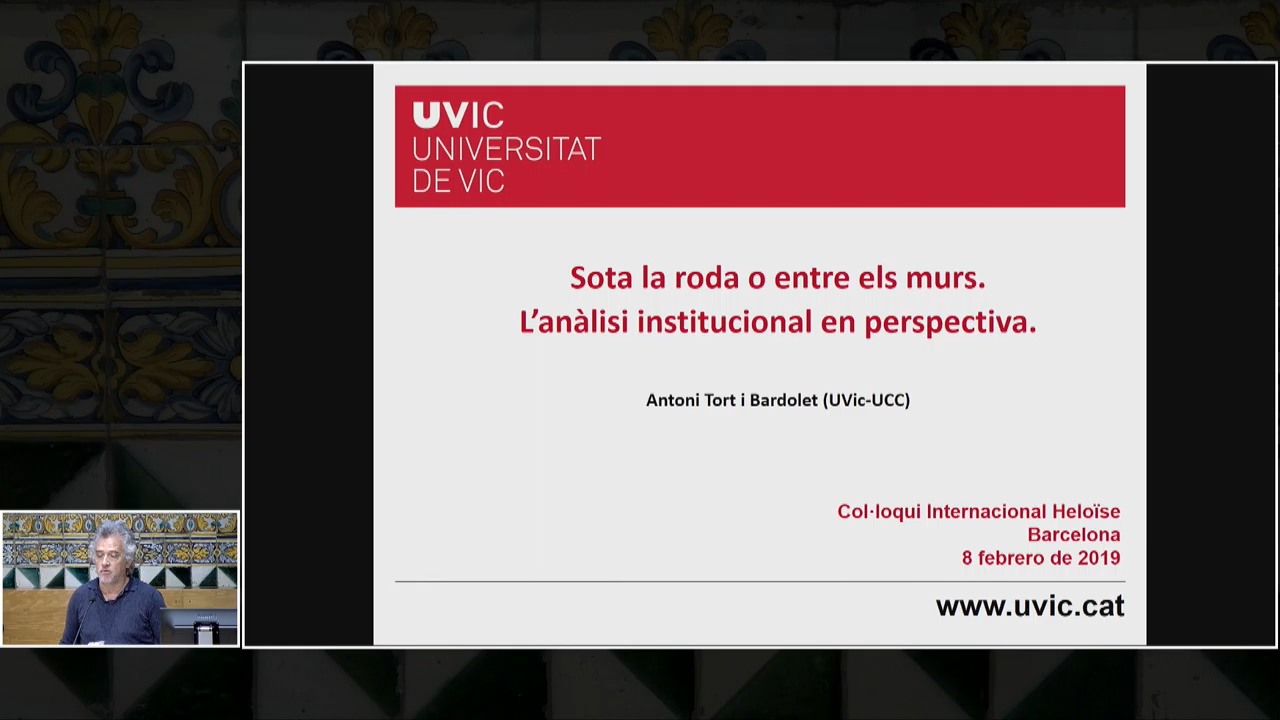 UVIC
UNIVERSITAT
DE VIC
Sota la roda o entre els murs.
L’anàlisi institucional en perspectiva.
Antoni Tort i Bardolet (UVic-UCC)
Col·loqui Internacional Heloïse
Barcelona
8 febrero de 2019
www.uvic.cat